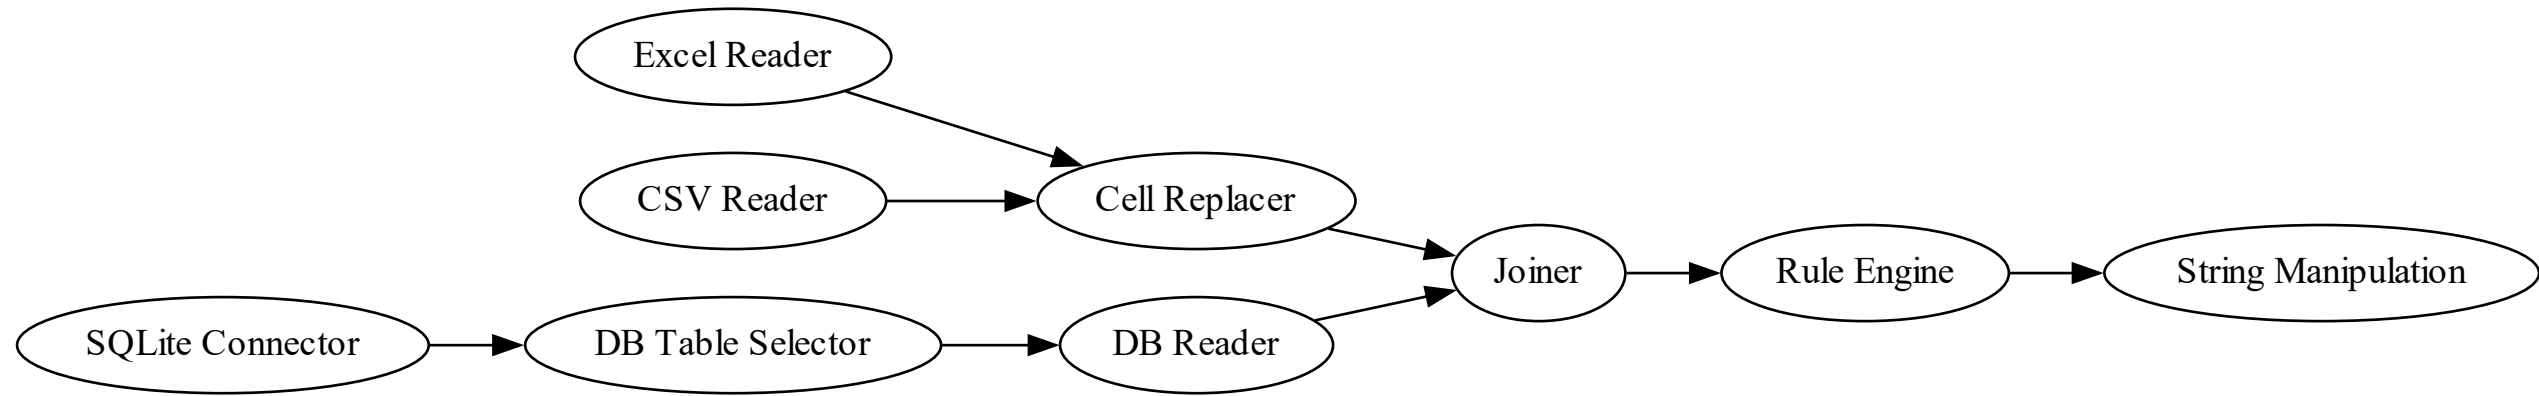 Excel Reader
CSV Reader
Cell Replacer
Joiner
Rule Engine
String Manipulation
SQLite Connector
DB Table Selector
DB Reader